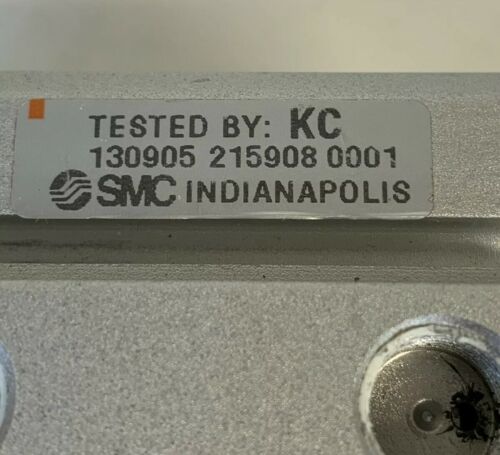 TESTED BY: KC
130905 215908 0001
SMC INDIANAPOLIS